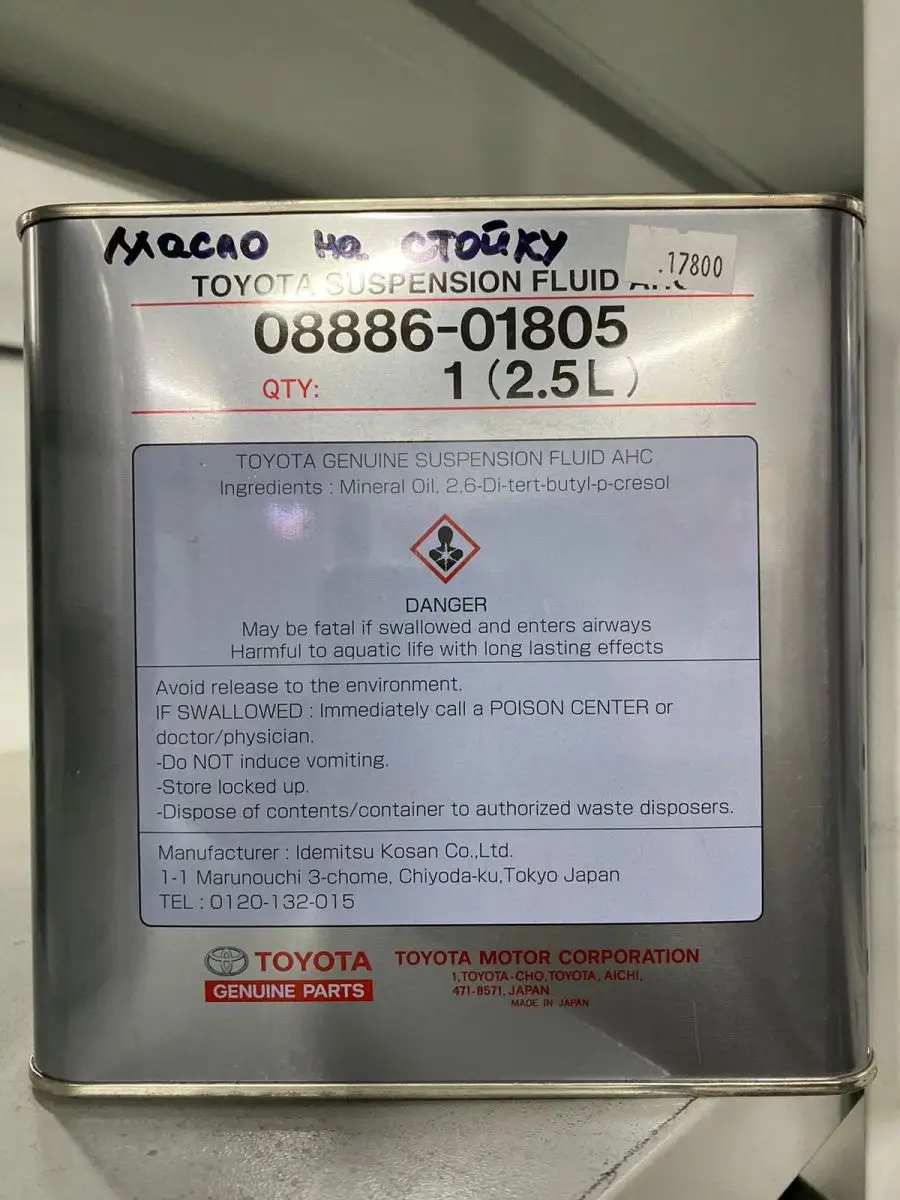 Масло на стойку
.17800
TOYOTA SUSPENSION FLUID AHC
08886-01805
QTY: 1 (2.5L)
TOYOTA GENUINE SUSPENSION FLUID AHC
Ingredients : Mineral Oil, 2,6-Di-tert-butyl-p-cresol
DANGER
May be fatal if swallowed and enters airways
Harmful to aquatic life with long lasting effects
Avoid release to the environment.
IF SWALLOWED : Immediately call a POISON CENTER or
doctor/physician.
-Do NOT induce vomiting.
-Store locked up.
-Dispose of contents/container to authorized waste disposers.
Manufacturer : Idemitsu Kosan Co.,Ltd.
1-1 Marunouchi 3-chome, Chiyoda-ku,Tokyo Japan
TEL : 0120-132-015
TOYOTA
GENUINE PARTS
TOYOTA MOTOR CORPORATION
1,TOYOTA-CHO,TOYOTA, AICHI,
471-8571, JAPAN
MADE IN JAPAN